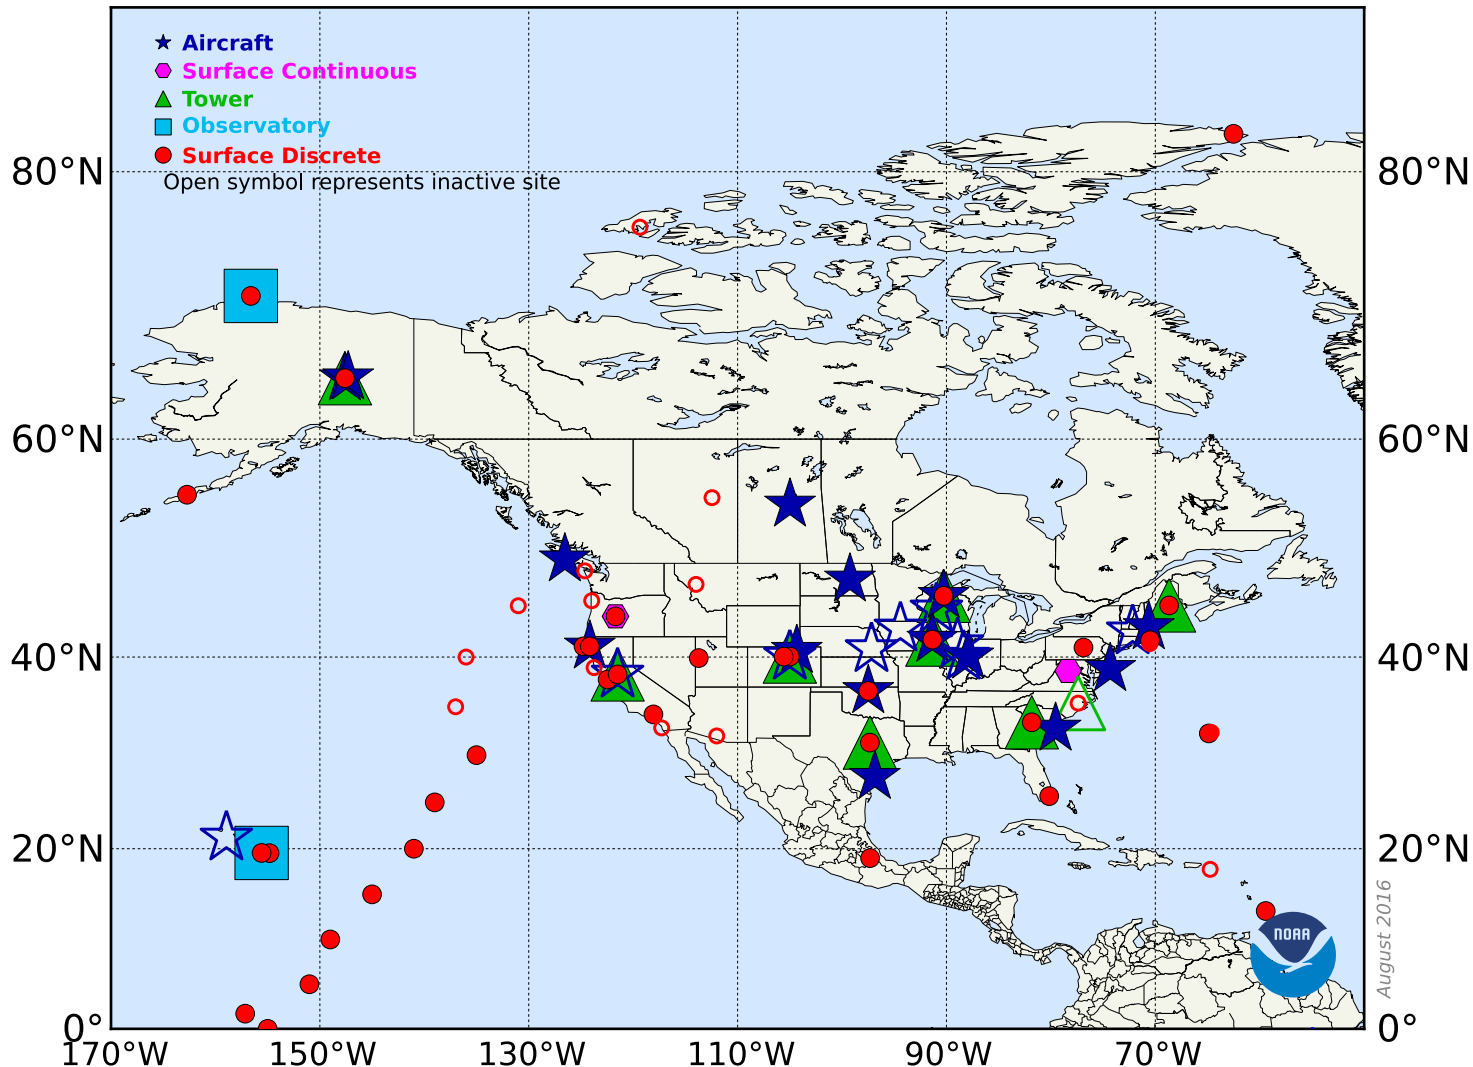 Aircraft
Surface Continuous
Tower
Observatory
Surface Discrete
Open symbol represents inactive site
80°N 80°N
60°N 60°N
40°N 40°N
20°N 20°N
0° 0°
170°W 150°W 130°W 110°W 90°W 70°W
NOAA
August 2016